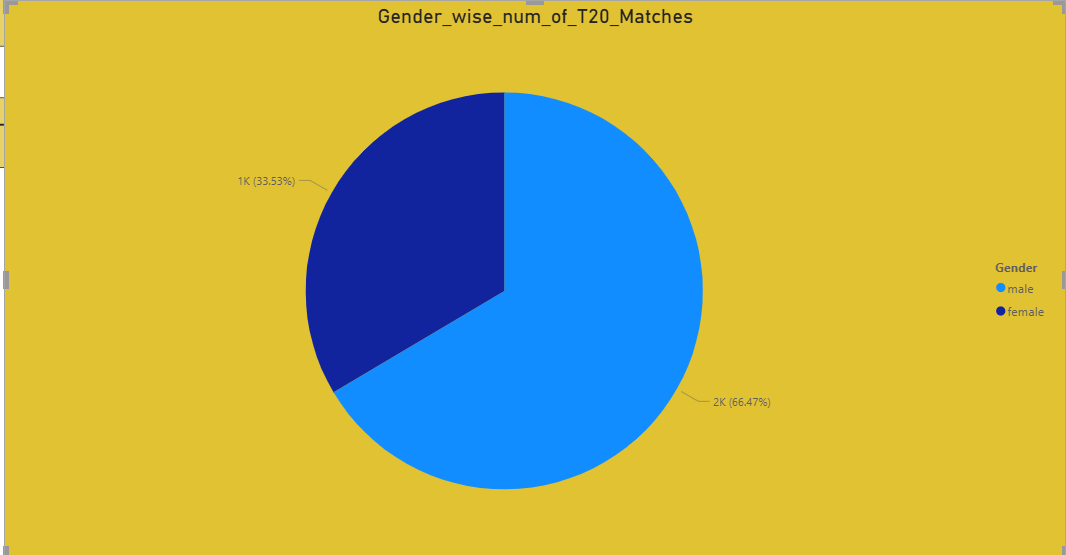 Gender_wise_num_of_T20_Matches
1K (33.53%)
Gender
male
female
2K (66.47%)